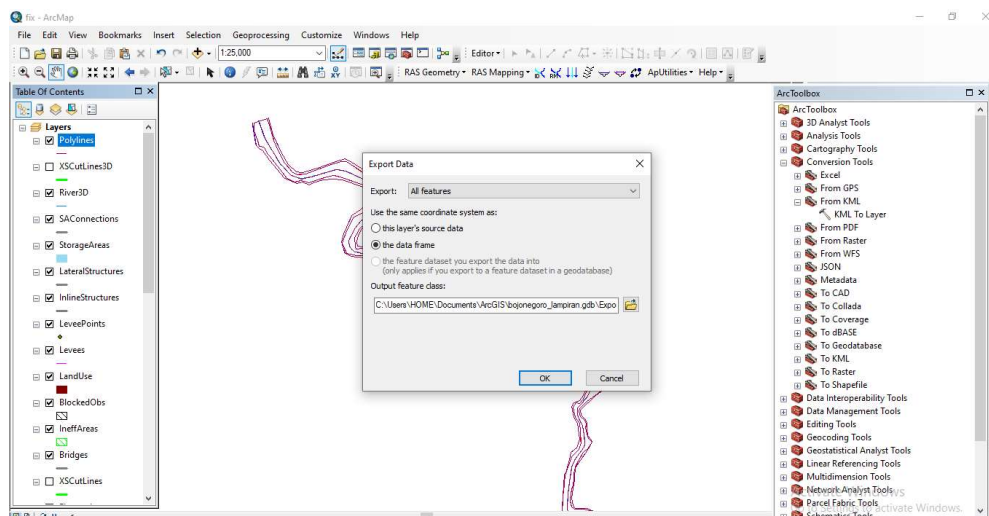 fix - ArcMap
File Edit View Bookmarks Insert Selection Geoprocessing Customize Windows Help
1:25,000
Editor
RAS Geometry RAS Mapping ApUtilities Help
Table Of Contents
Layers
Polylines
XSCutLines3D
River3D
SAConnections
StorageAreas
LateralStructures
InlineStructures
LeveePoints
Levees
LandUse
BlockedObs
IneffAreas
Bridges
XSCutLines
Export Data
Export: All features
Use the same coordinate system as:
this layer's source data
the data frame
the feature dataset you export the data into
(only applies if you export to a feature dataset in a geodatabase)
Output feature class:
C:\Users\HOME\Documents\ArcGIS\bojonegoro_lampiran.gdb\Expo
OK Cancel
ArcToolbox
ArcToolbox
3D Analyst Tools
Analysis Tools
Cartography Tools
Conversion Tools
Excel
From GPS
From KML
KML To Layer
From PDF
From Raster
From WFS
JSON
Metadata
To CAD
To Collada
To Coverage
To dBASE
To Geodatabase
To KML
To Raster
To Shapefile
Data Interoperability Tools
Data Management Tools
Editing Tools
Geocoding Tools
Geostatistical Analyst Tools
Linear Referencing Tools
Multidimension Tools
Network Analyst Tools
Parcel Fabric Tools
activate Windows.